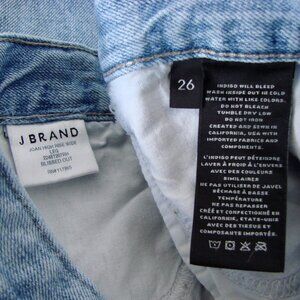 J BRAND
JOAN HIGH RISE WIDE
LEG
BLISSED OUT
26
INDIGO WILL BLEED
WASH INSIDE OUT IN COLD
WATER WITH LIKE COLORS.
DO NOT BLEACH
TUMBLE DRY LOW
DO NOT IRON
CREATED AND SEWN IN
CALIFORNIA, USA WITH
IMPORTED FABRICS AND
COMPONENTS.
L'INDIGO PEUT DÉTEINDRE
LAVER À FROID À L'ENVERS
AVEC DES COULEURS
SIMILAIRES
NE PAS UTILISER DE JAVEL
SÉCHAGE À BASSE
TEMPÉRATURE
NE PAS REPASSER
CRÉÉ ET CONFECTIONNÉ EN
CALIFORNIE, ETATS-UNIS
AVEC DES TISSUS ET
COMPOSANTS IMPORTÉS.